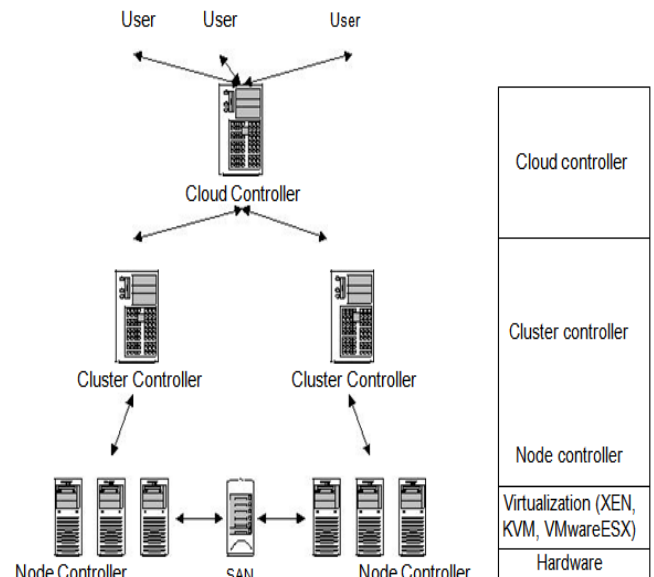 User User User
Cloud Controller
Cluster Controller Cluster Controller
Node Controller SAN Node Controller
Cloud controller
Cluster controller
Node controller
Virtualization (XEN,
KVM, VMwareESX)
Hardware